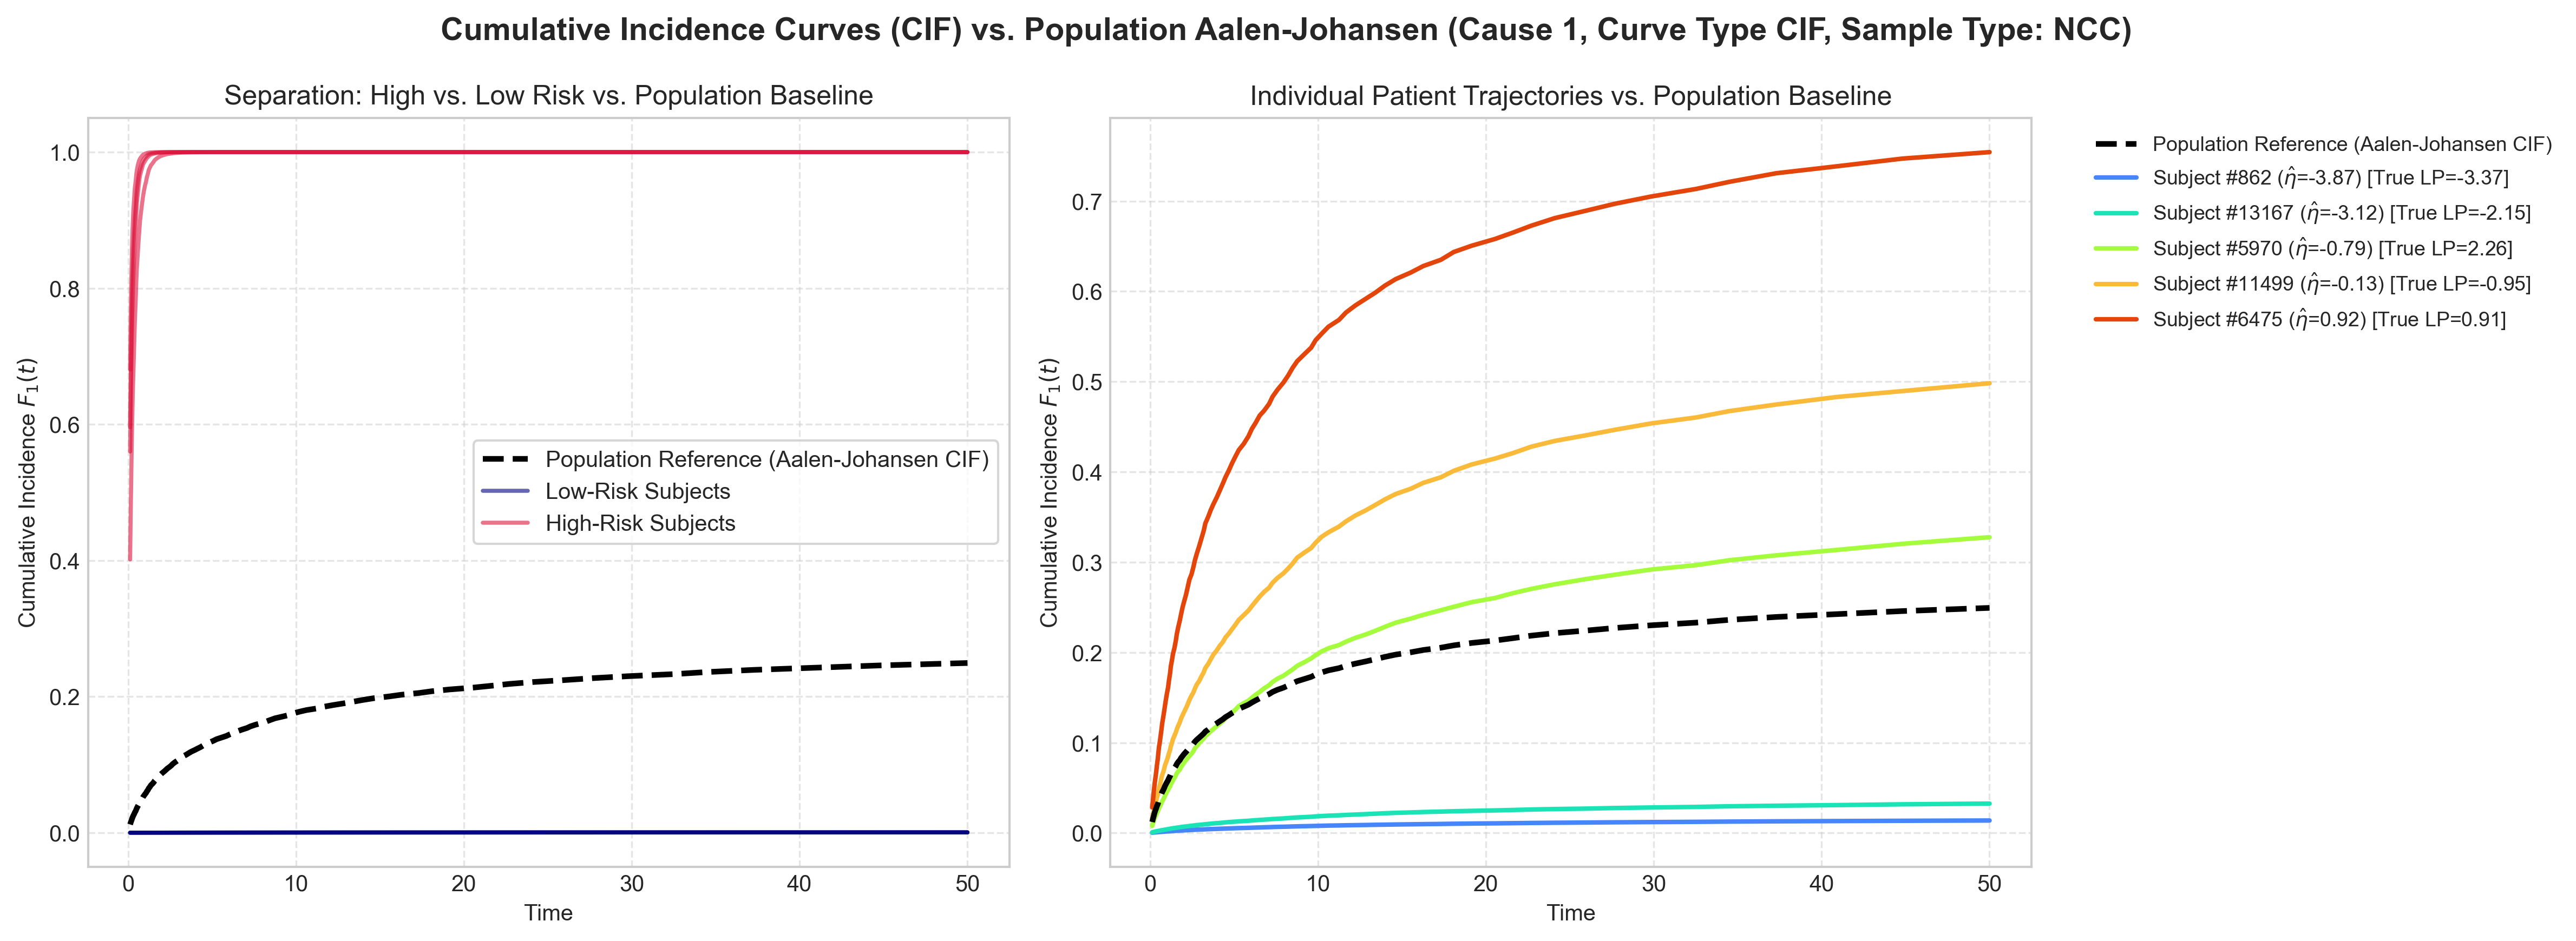 Cumulative Incidence Curves (CIF) vs. Population Aalen-Johansen (Cause 1, Curve Type CIF, Sample Type: NCC)
Separation: High vs. Low Risk vs. Population Baseline
Cumulative Incidence F₁(t)
1.0
0.8
0.6
0.4
0.2
0.0
Population Reference (Aalen-Johansen CIF)
Low-Risk Subjects
High-Risk Subjects
0 10 20 30 40 50
Time
Individual Patient Trajectories vs. Population Baseline
Cumulative Incidence F₁(t)
0.7
0.6
0.5
0.4
0.3
0.2
0.1
0.0
0 10 20 30 40 50
Time
Population Reference (Aalen-Johansen CIF)
Subject #862 (η̂=-3.87) [True LP=-3.37]
Subject #13167 (η̂=-3.12) [True LP=-2.15]
Subject #5970 (η̂=-0.79) [True LP=2.26]
Subject #11499 (η̂=-0.13) [True LP=-0.95]
Subject #6475 (η̂=0.92) [True LP=0.91]